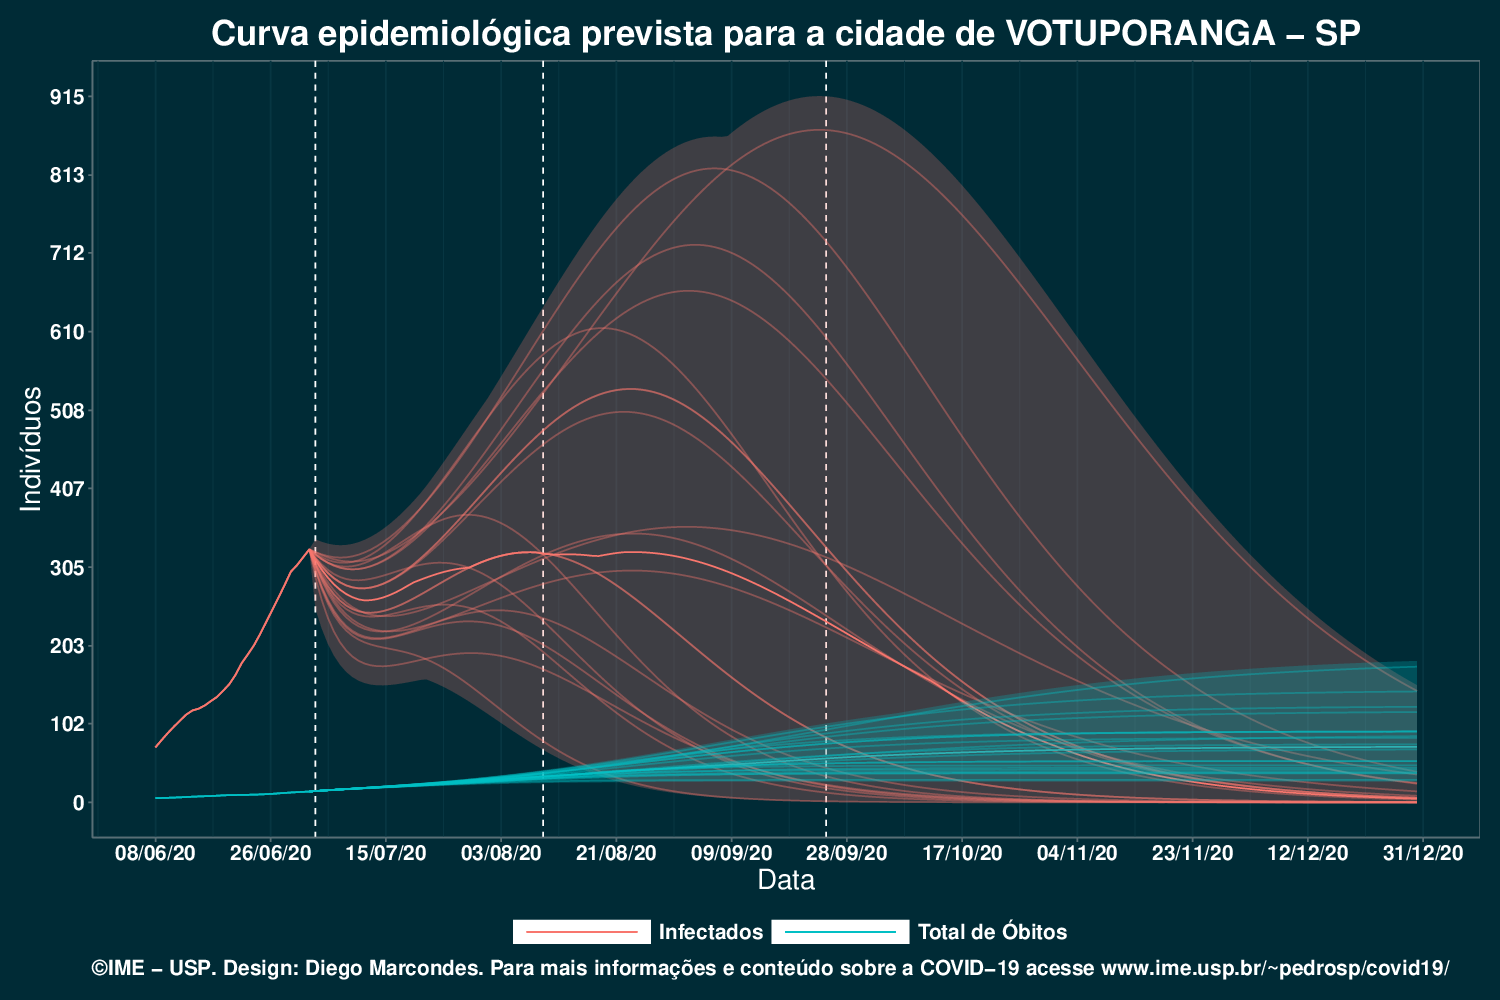 Curva epidemiológica prevista para a cidade de VOTUPORANGA – SP
Indivíduos
915
813
712
610
508
407
305
203
102
0
08/06/20 26/06/20 15/07/20 03/08/20 21/08/20 09/09/20 28/09/20 17/10/20 04/11/20 23/11/20 12/12/20 31/12/20
Data
Infectados Total de Óbitos
©IME – USP. Design: Diego Marcondes. Para mais informações e conteúdo sobre a COVID–19 acesse www.ime.usp.br/~pedrosp/covid19/